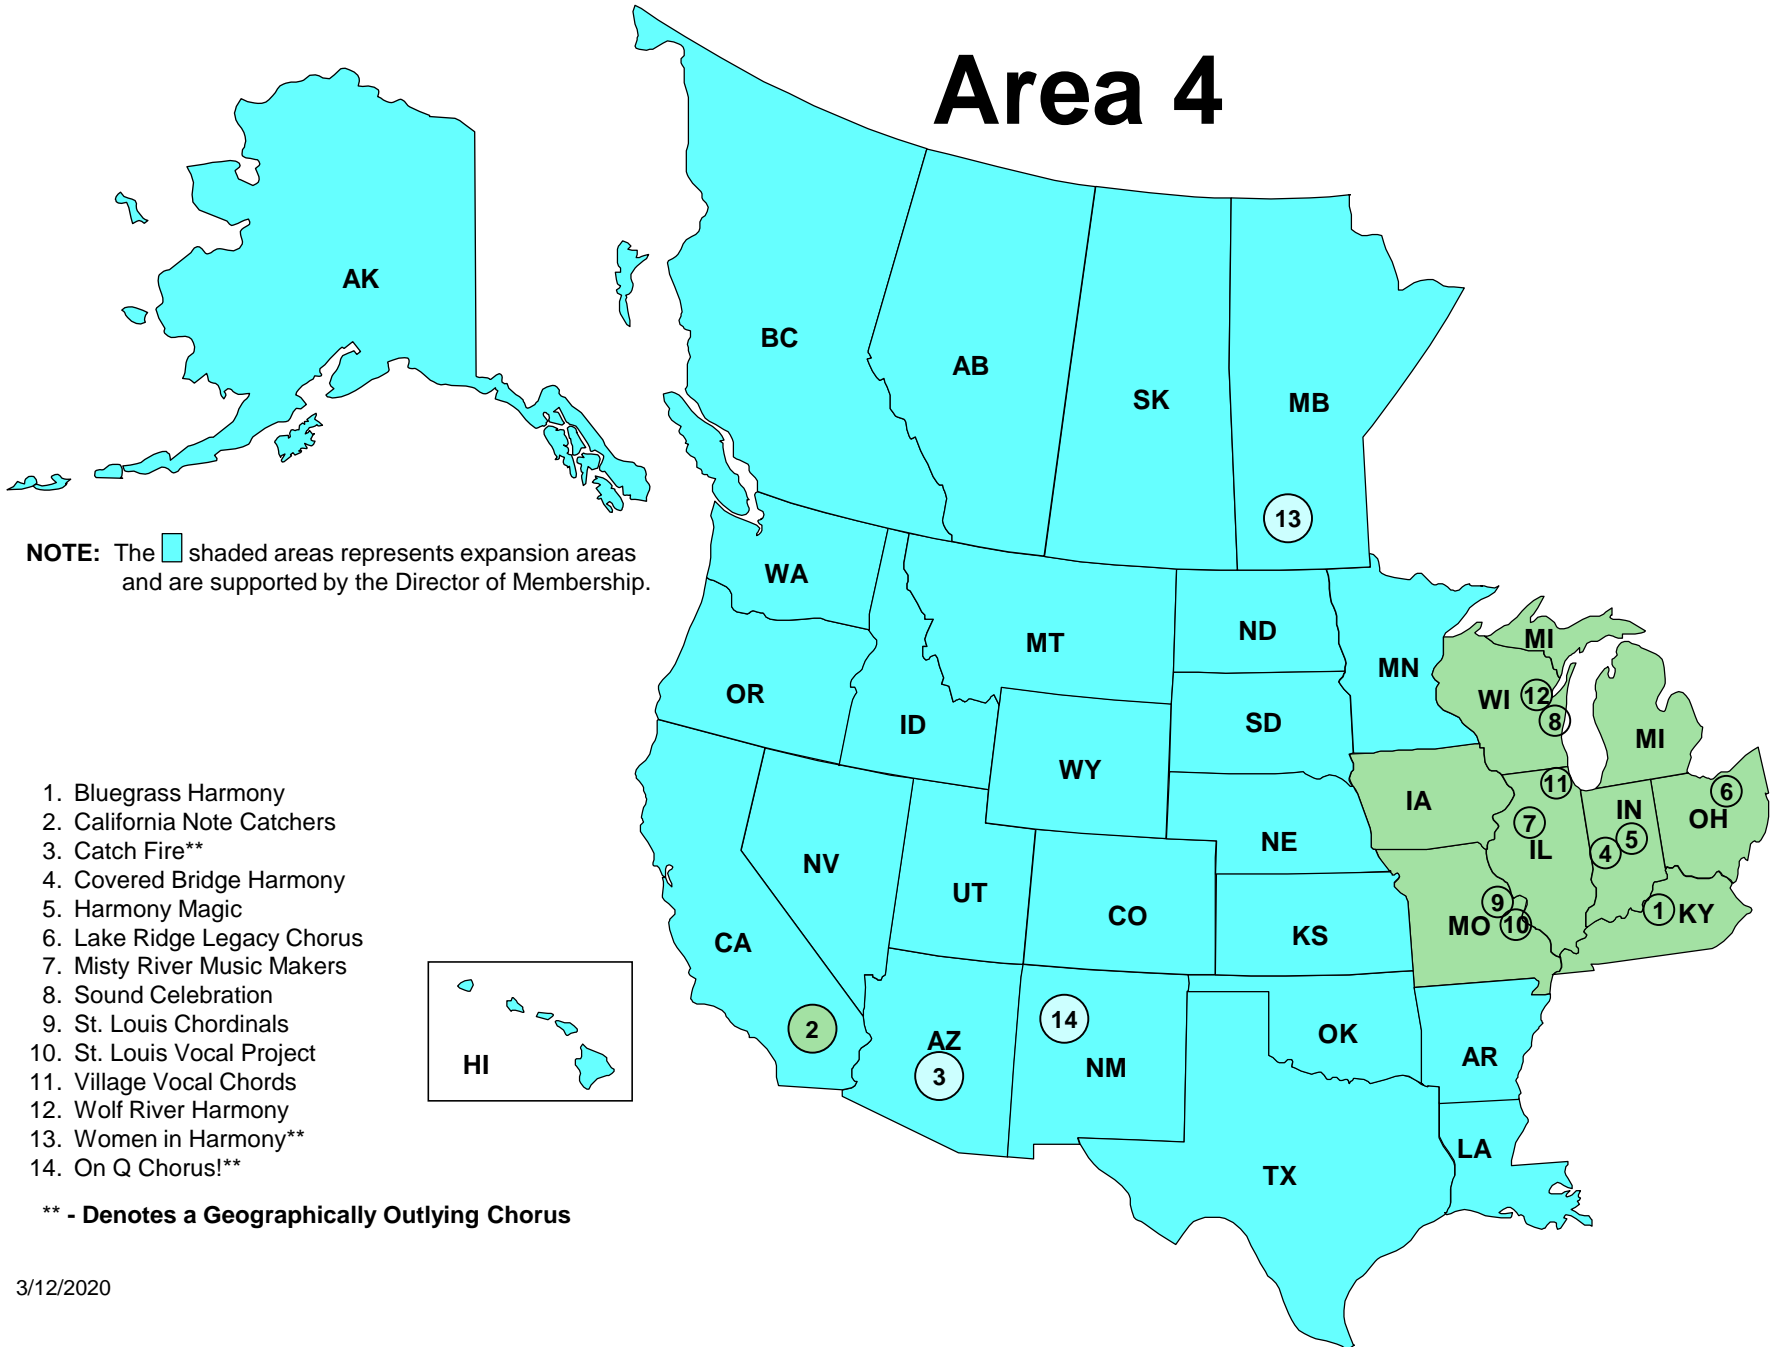 Area 4
AK
BC
AB
SK
MB
13
NOTE: The shaded areas represents expansion areas
and are supported by the Director of Membership.
WA
MT
ND
MN
OR
ID
SD
WY
WI
12
8
MI
MI
IA
11
7
IL
IN
5
4
6
OH
NE
NV
UT
CO
KS
CA
MO
9
10
1
KY
1. Bluegrass Harmony
2. California Note Catchers
3. Catch Fire**
4. Covered Bridge Harmony
5. Harmony Magic
6. Lake Ridge Legacy Chorus
7. Misty River Music Makers
8. Sound Celebration
9. St. Louis Chordinals
10. St. Louis Vocal Project
11. Village Vocal Chords
12. Wolf River Harmony
13. Women in Harmony**
14. On Q Chorus!**
HI
2
AZ
3
14
NM
OK
AR
TX
LA
** - Denotes a Geographically Outlying Chorus
3/12/2020